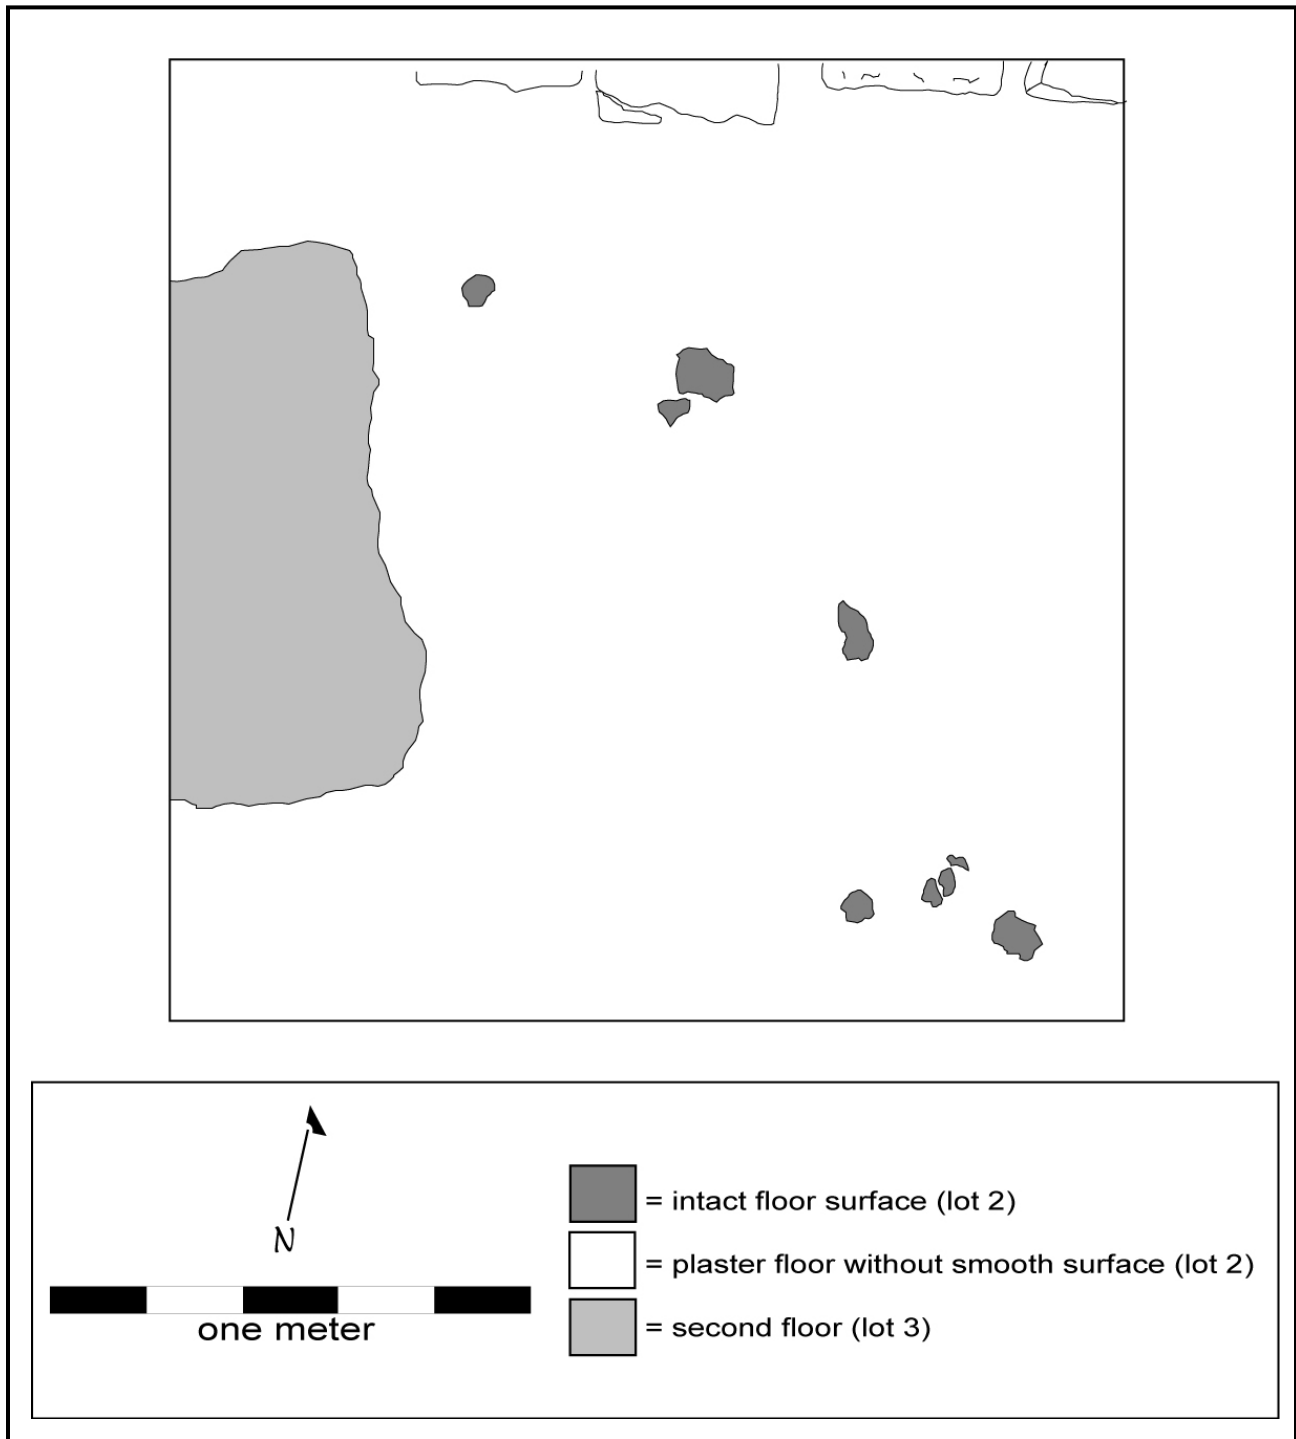 N
one meter
= intact floor surface (lot 2)
= plaster floor without smooth surface (lot 2)
= second floor (lot 3)